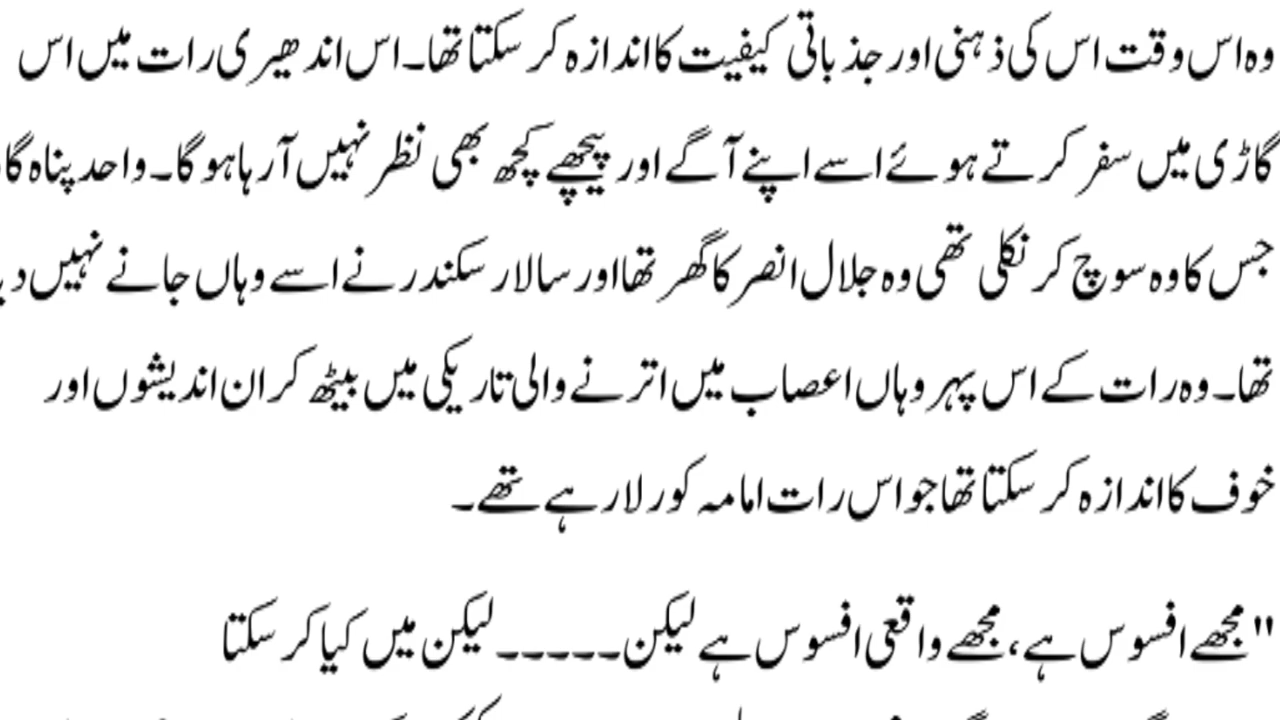 وہ اس وقت اس کی ذہنی اور جذباتی کیفیت کا اندازہ کر سکتا تھا۔ اس اندھیری رات میں اس
گاڑی میں سفر کرتے ہوئے اسے اپنے آگے اور پیچھے کچھ بھی نظر نہیں آرہا ہو گا۔ واحد پناہ گا
جس کا وہ سوچ کر نکلی تھی وہ جلال انصر کا گھر تھا اور سالار سکندر نے اسے وہاں جانے نہیں دیا
تھا۔ وہ رات کے اس پہر وہاں اعصاب میں اترنے والی تاریکی میں بیٹھ کر ان اندیشوں اور
خوف کا اندازہ کر سکتا تھا جو اس رات امامہ کو رلا رہے تھے۔
"مجھے افسوس ہے، مجھے واقعی افسوس ہے لیکن۔۔۔۔۔ لیکن میں کیا کر سکتا